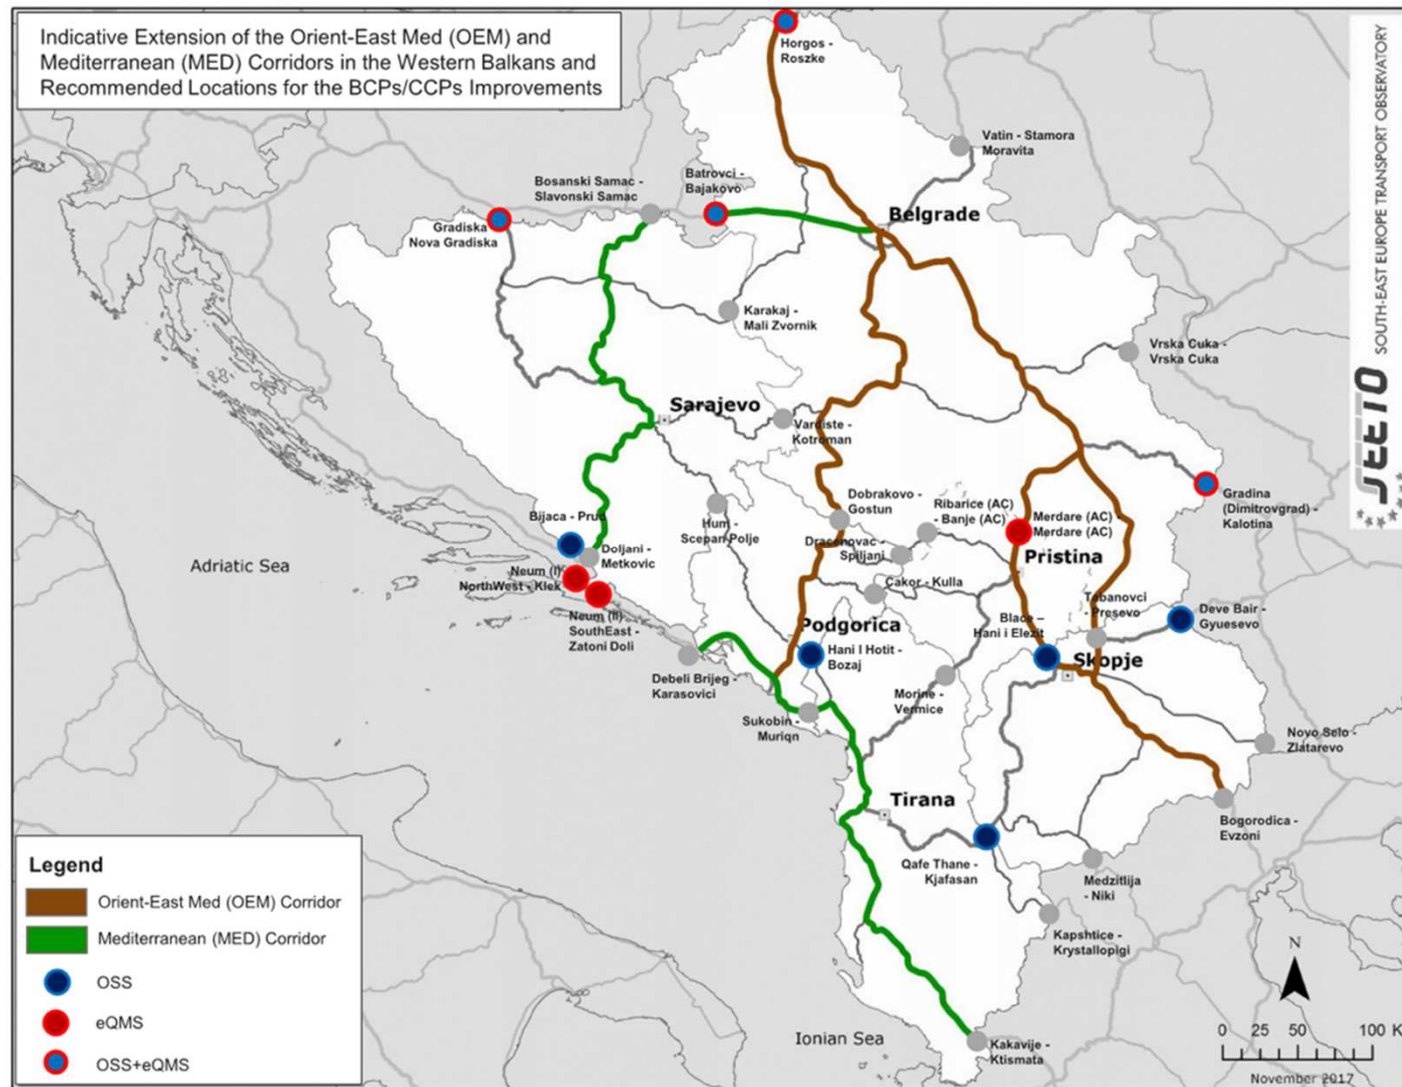 Indicative Extension of the Orient-East Med (OEM) and
Mediterranean (MED) Corridors in the Western Balkans and
Recommended Locations for the BCPs/CCPs Improvements
SOUTH-EAST EUROPE TRANSPORT OBSERVATORY
SEETO
Horgos -
Roszke
Vatin - Stamora
Moravita
Bosanski Samac -
Slavonski Samac
Batrovci -
Bajakovo
Belgrade
Gradiska -
Nova Gradiska
Karakaj -
Mali Zvornik
Vrska Cuka -
Vrska Cuka
Sarajevo
Vardiste -
Kotroman
Gradina
(Dimitrovgrad) -
Kalotina
Dobrakovo -
Gostun
Ribarice (AC)
- Banje (AC)
Merdare (AC) -
Merdare (AC)
Hum -
Scepan Polje
Bijaca - Prud
Doljani -
Metkovic
Draconovac -
Spiljani
Pristina
Adriatic Sea
Neum (I)
NorthWest - Klek
Cakor - Kulla
Neum (II)
SouthEast -
Zatoni Doli
Tabanovci
- Presevo
Deve Bair -
Gyuesevo
Blace –
Hani i Elezit
Podgorica
Hani I Hotit -
Bozaj
Skopje
Debeli Brijeg -
Karasovici
Morine -
Vermice
Sukobin -
Muriqn
Novo Selo -
Zlatarevo
Tirana
Bogorodica -
Evzoni
Qafe Thane -
Kjafasan
Medzitlija
- Niki
Kapshtice -
Krystallopigi
Ionian Sea
Kakavije -
Ktismata
Legend
Orient-East Med (OEM) Corridor
Mediterranean (MED) Corridor
OSS
eQMS
OSS+eQMS
N
0 25 50 100 K
November 2017